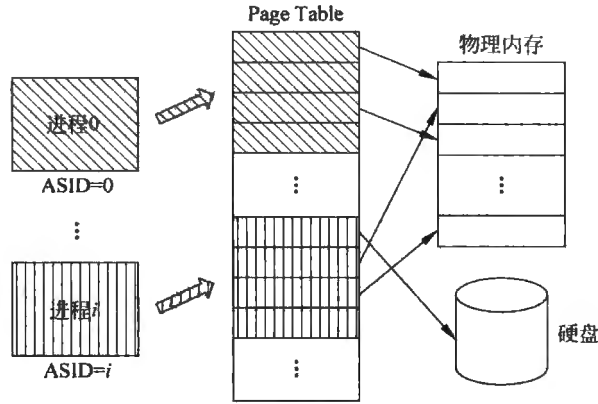 Page Table
物理内存
进程0
ASID=0
⋮
⋮
⋮
进程i
ASID=i
硬盘
⋮